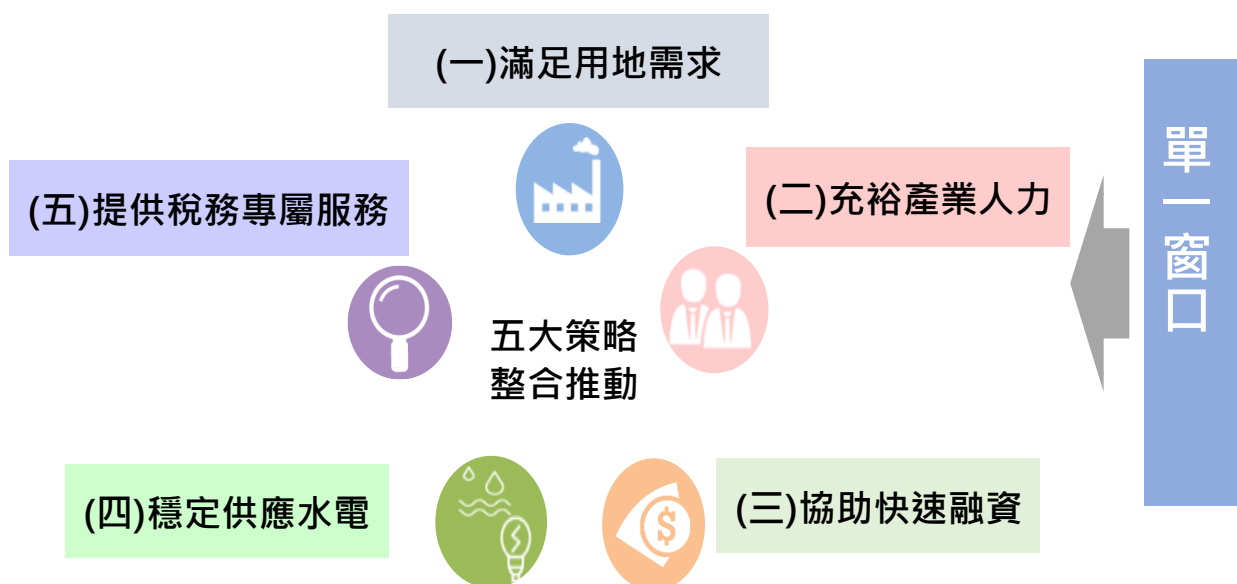 (一)滿足用地需求
(二)充裕產業人力
(三)協助快速融資
(四)穩定供應水電
(五)提供稅務專屬服務
五大策略
整合推動
單一窗口
$